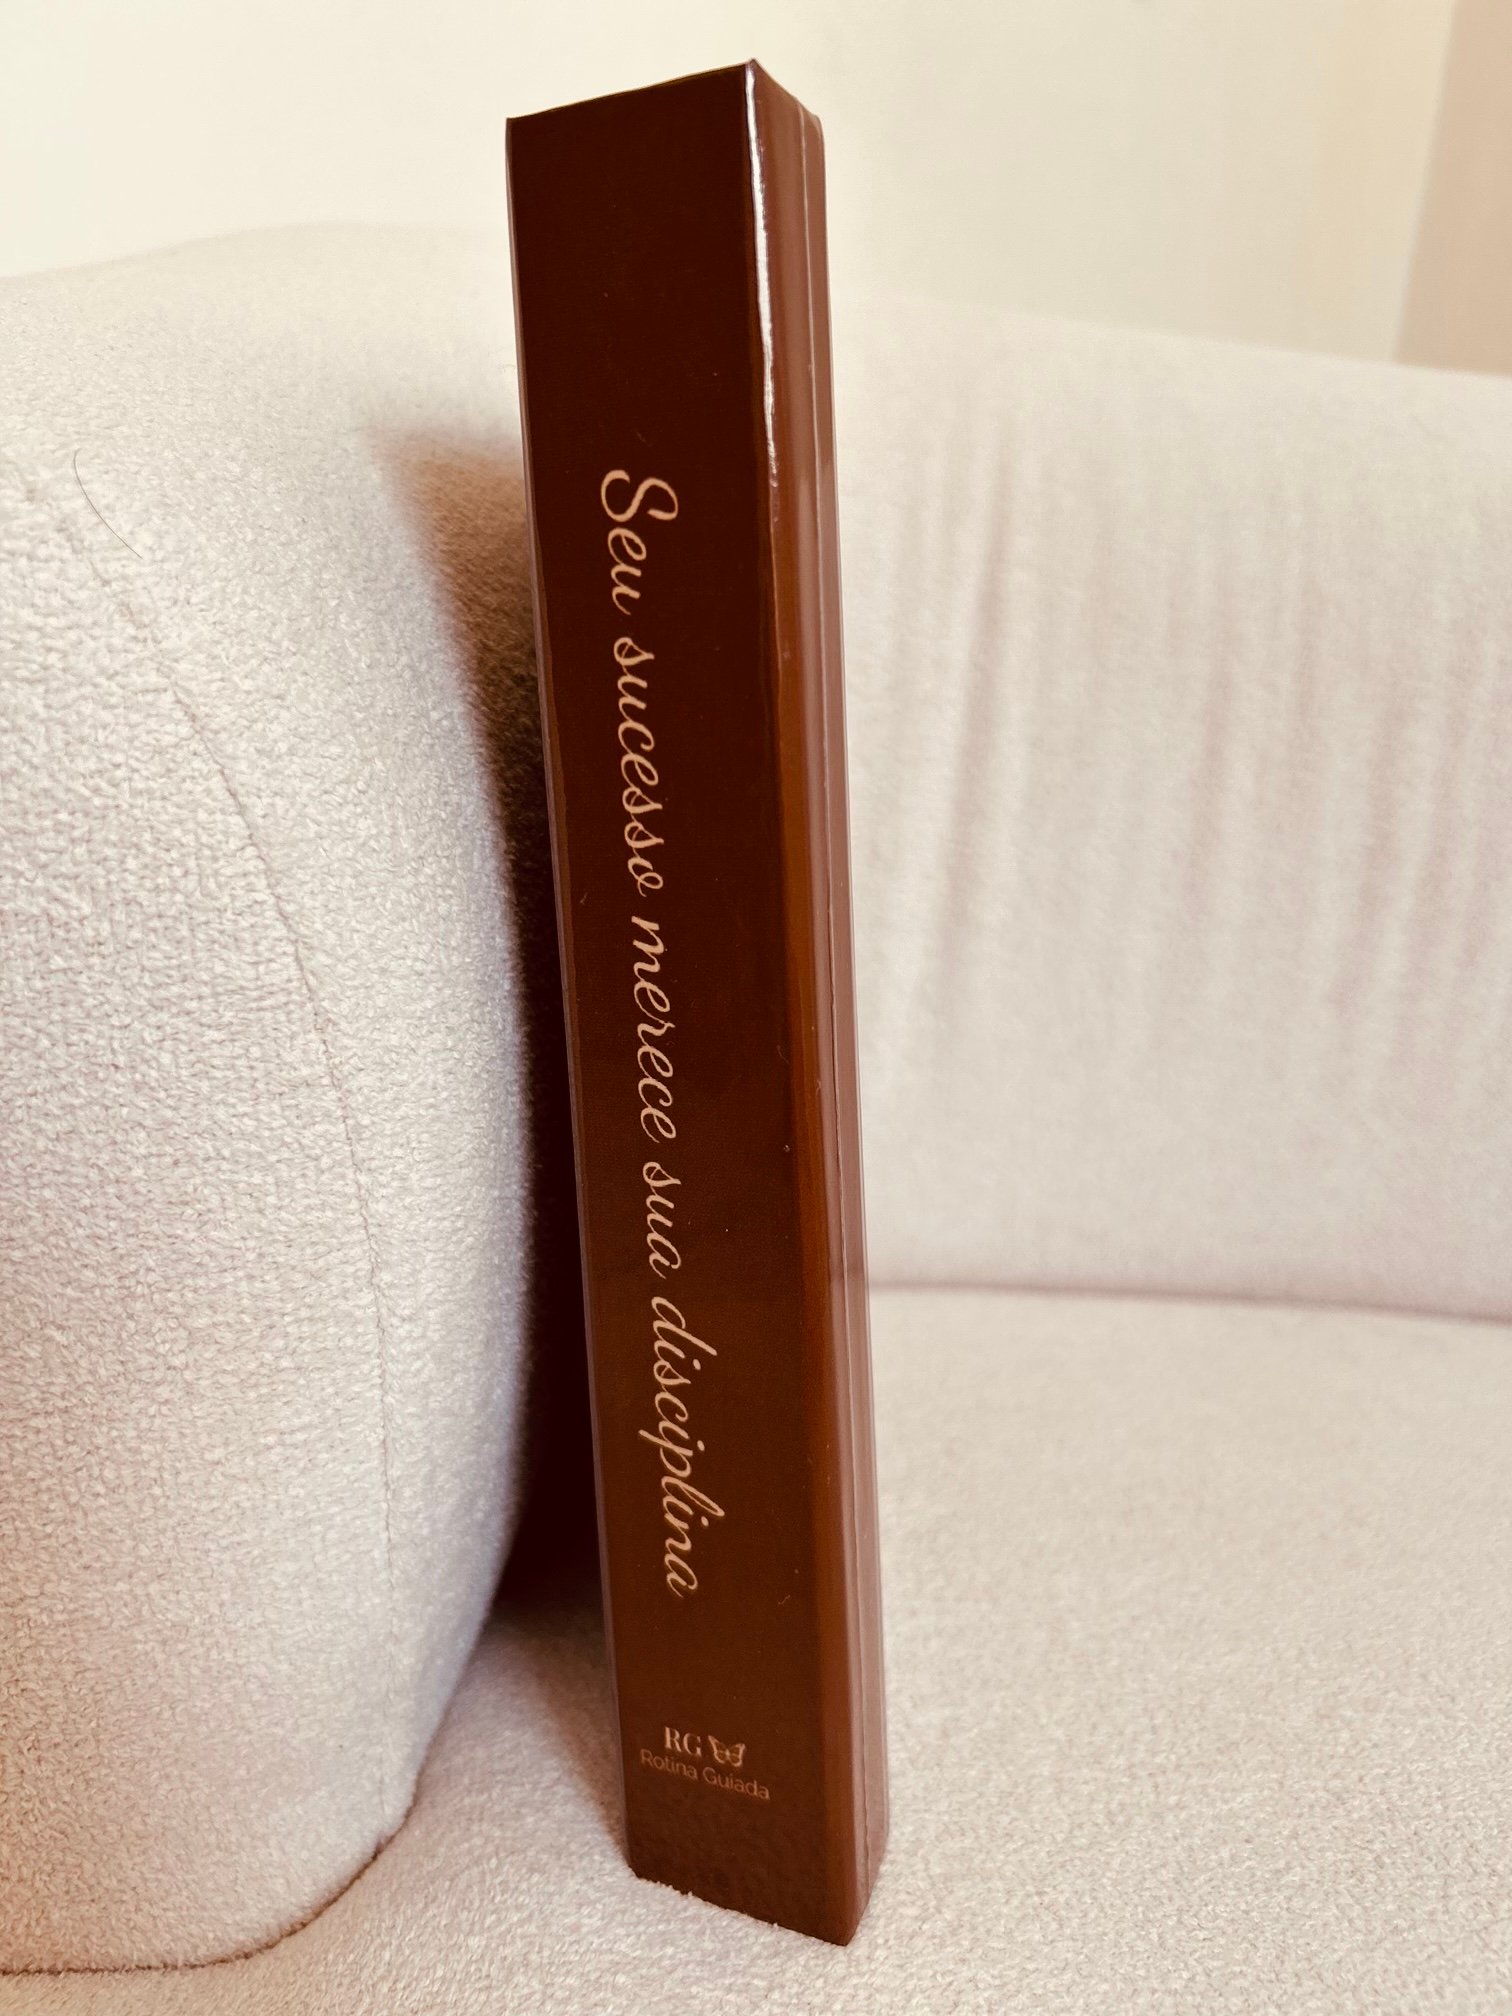 Seu sucesso merece sua disciplina
RG
Rotina Guiada